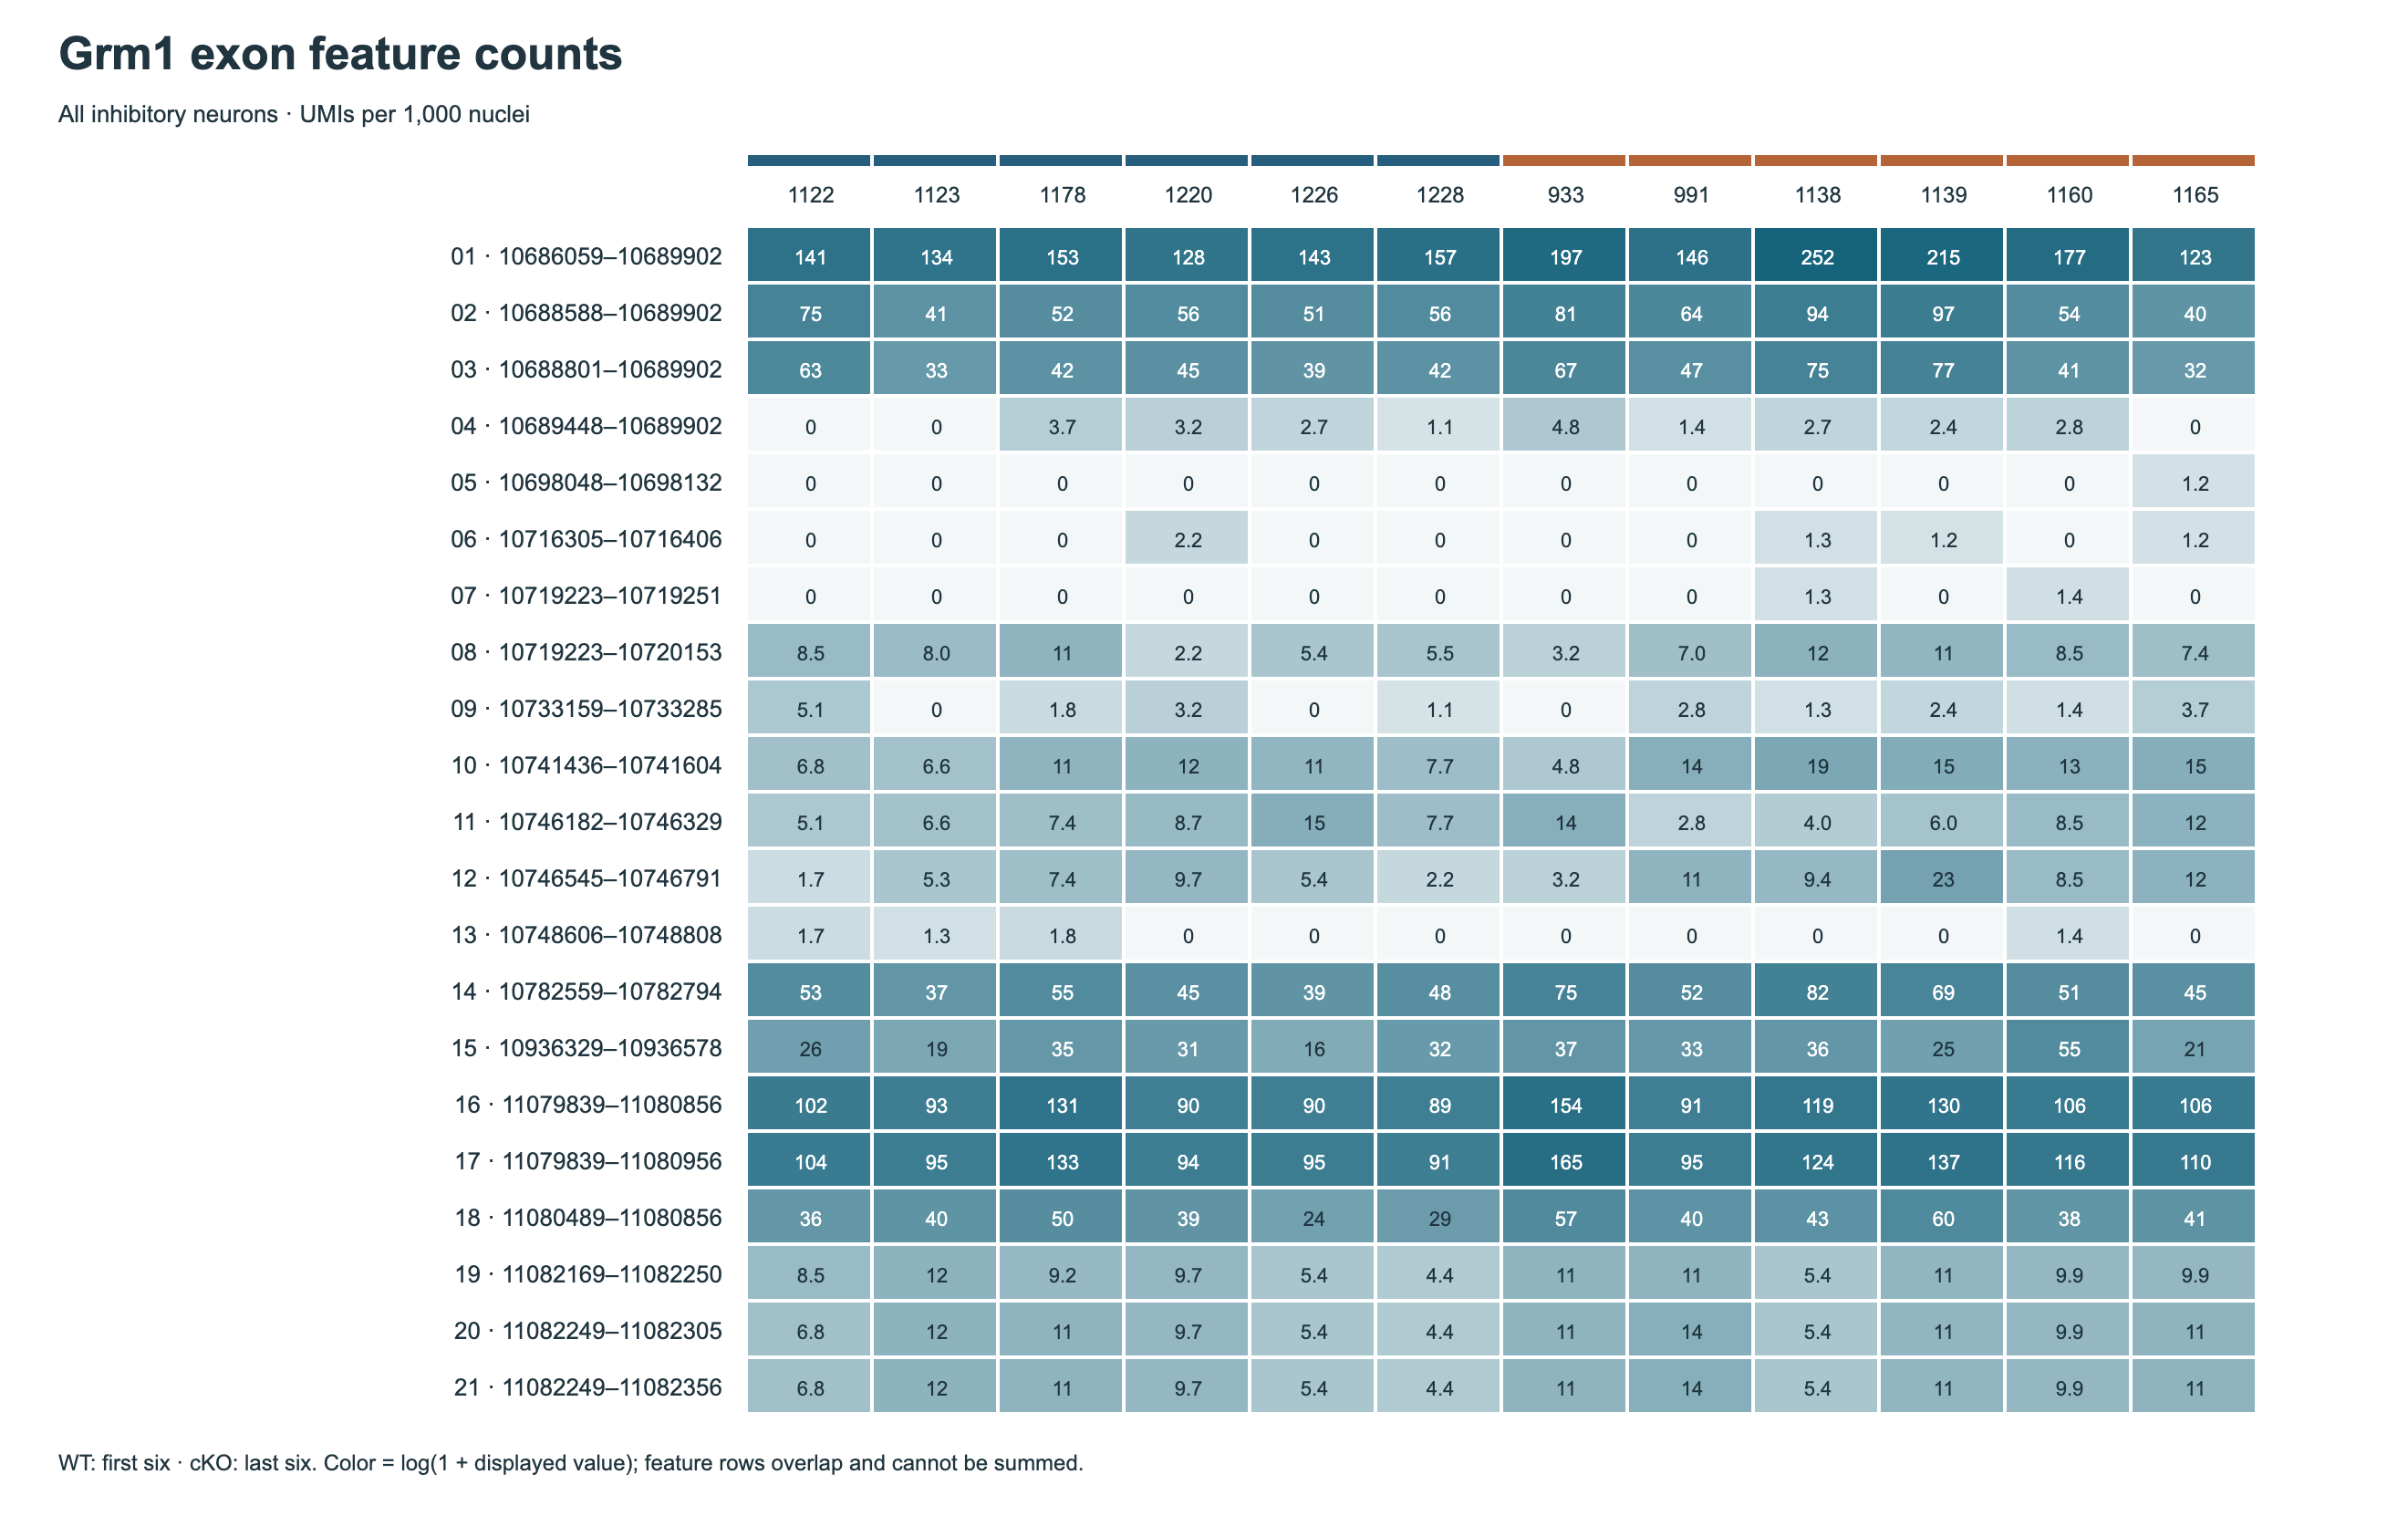 Grm1 exon feature counts
All inhibitory neurons · UMIs per 1,000 nuclei
1122 1123 1178 1220 1226 1228 933 991 1138 1139 1160 1165
01 · 10686059–10689902 141 134 153 128 143 157 197 146 252 215 177 123
02 · 10688588–10689902 75 41 52 56 51 56 81 64 94 97 54 40
03 · 10688801–10689902 63 33 42 45 39 42 67 47 75 77 41 32
04 · 10689448–10689902 0 0 3.7 3.2 2.7 1.1 4.8 1.4 2.7 2.4 2.8 0
05 · 10698048–10698132 0 0 0 0 0 0 0 0 0 0 0 1.2
06 · 10716305–10716406 0 0 0 2.2 0 0 0 0 1.3 1.2 0 1.2
07 · 10719223–10719251 0 0 0 0 0 0 0 0 1.3 0 1.4 0
08 · 10719223–10720153 8.5 8.0 11 2.2 5.4 5.5 3.2 7.0 12 11 8.5 7.4
09 · 10733159–10733285 5.1 0 1.8 3.2 0 1.1 0 2.8 1.3 2.4 1.4 3.7
10 · 10741436–10741604 6.8 6.6 11 12 11 7.7 4.8 14 19 15 13 15
11 · 10746182–10746329 5.1 6.6 7.4 8.7 15 7.7 14 2.8 4.0 6.0 8.5 12
12 · 10746545–10746791 1.7 5.3 7.4 9.7 5.4 2.2 3.2 11 9.4 23 8.5 12
13 · 10748606–10748808 1.7 1.3 1.8 0 0 0 0 0 0 0 1.4 0
14 · 10782559–10782794 53 37 55 45 39 48 75 52 82 69 51 45
15 · 10936329–10936578 26 19 35 31 16 32 37 33 36 25 55 21
16 · 11079839–11080856 102 93 131 90 90 89 154 91 119 130 106 106
17 · 11079839–11080956 104 95 133 94 95 91 165 95 124 137 116 110
18 · 11080489–11080856 36 40 50 39 24 29 57 40 43 60 38 41
19 · 11082169–11082250 8.5 12 9.2 9.7 5.4 4.4 11 11 5.4 11 9.9 9.9
20 · 11082249–11082305 6.8 12 11 9.7 5.4 4.4 11 14 5.4 11 9.9 11
21 · 11082249–11082356 6.8 12 11 9.7 5.4 4.4 11 14 5.4 11 9.9 11
WT: first six · cKO: last six. Color = log(1 + displayed value); feature rows overlap and cannot be summed.